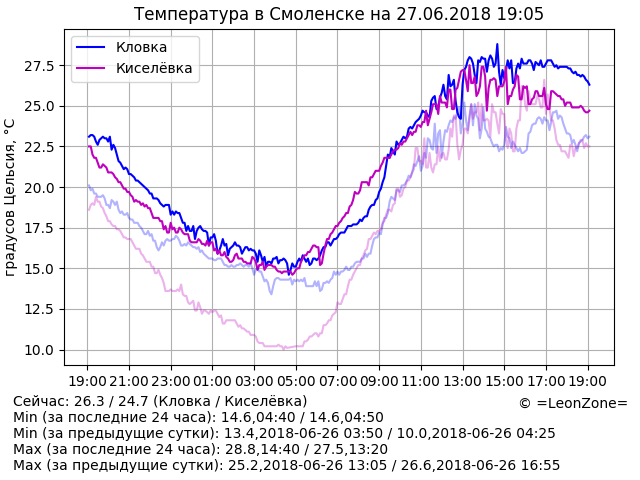 Температура в Смоленске на 27.06.2018 19:05
Кловка
Киселёвка
градусов Цельсия, °C
27.5
25.0
22.5
20.0
17.5
15.0
12.5
10.0
19:00 21:00 23:00 01:00 03:00 05:00 07:00 09:00 11:00 13:00 15:00 17:00 19:00
Сейчас: 26.3 / 24.7 (Кловка / Киселёвка)
© =LeonZone=
Min (за последние 24 часа): 14.6,04:40 / 14.6,04:50
Min (за предыдущие сутки): 13.4,2018-06-26 03:50 / 10.0,2018-06-26 04:25
Max (за последние 24 часа): 28.8,14:40 / 27.5,13:20
Max (за предыдущие сутки): 25.2,2018-06-26 13:05 / 26.6,2018-06-26 16:55